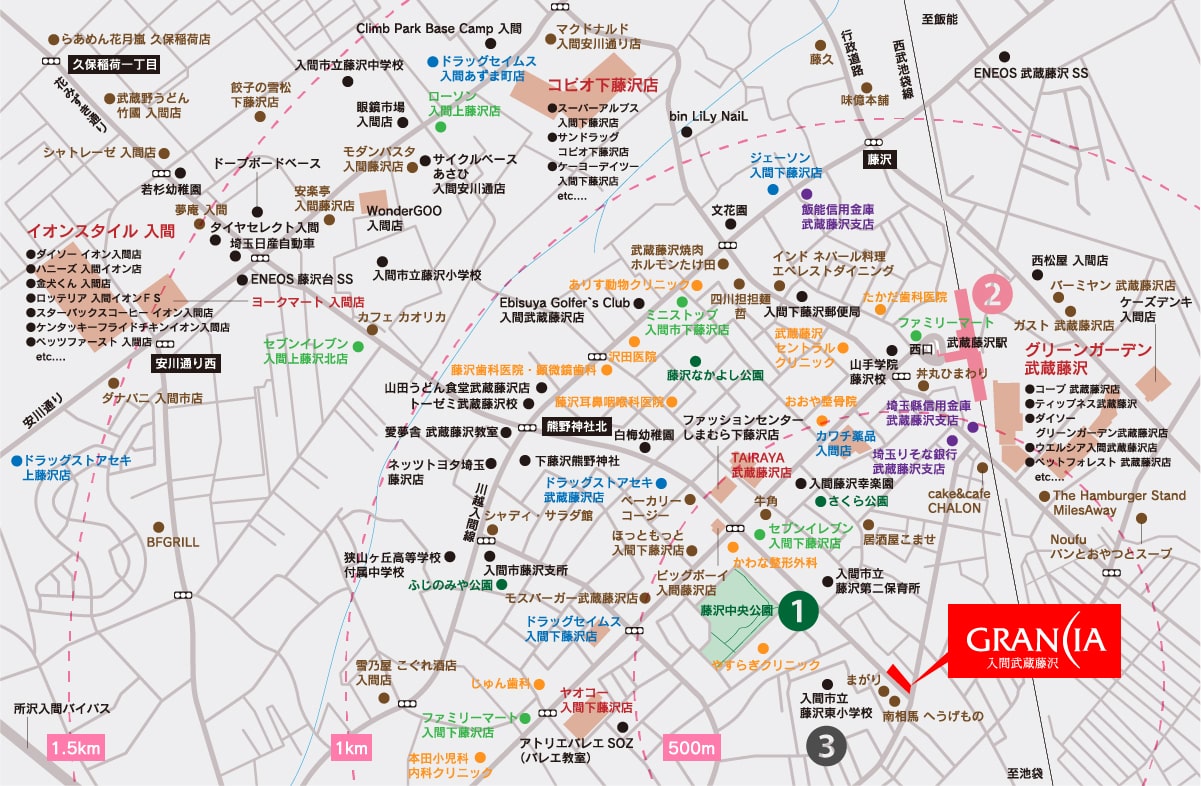 至飯能
Climb Park Base Camp 入間
マクドナルド
入間安川通り店
らあめん花月嵐 久保稲荷店
久保稲荷一丁目
入間市立藤沢中学校
ドラッグセイムス
入間あずま町店
藤久
行政道路
西武池袋線
ENEOS 武蔵藤沢 SS
花みずき通り
武蔵野うどん
竹國 入間店
餃子の雪松
下藤沢店
眼鏡市場
入間店
ローソン
入間上藤沢店
コピオ下藤沢店
●スーパーアルプス
入間下藤沢店
●サンドラッグ
コピオ下藤沢店
●ケーヨーデイツー
入間下藤沢店
etc....
味億本舗
bin LiLy NaiL
シャトレーゼ 入間店
ドープボードベース
モダンパスタ
入間藤沢店
サイクルベース
あさひ
入間安川通店
ジェーソン
入間下藤沢店
藤沢
若杉幼稚園
安楽亭
入間藤沢店
WonderGOO
入間店
文花園
飯能信用金庫
武蔵藤沢支店
夢庵 入間
タイヤセレクト入間
埼玉日産自動車
イオンスタイル 入間
●ダイソー イオン入間店
●ハニーズ 入間イオン店
●金犬くん 入間店
●ロッテリア 入間イオンＦＳ
●スターバックスコーヒー イオン入間店
●ケンタッキーフライドチキンイオン入間店
●ペッツファースト 入間店
etc....
ENEOS 藤沢台 SS
入間市立藤沢小学校
武蔵藤沢焼肉
ホルモンたけ田
インド ネパール料理
エベレストダイニング
西松屋 入間店
バーミヤン 武蔵藤沢店
ヨークマート 入間店
カフェ カオリカ
Ebisuya Golfer`s Club
入間武蔵藤沢店
ありす動物クリニック
四川担担麺
哲
ミニストップ
入間市下藤沢店
入間下藤沢郵便局
たかだ歯科医院
2
ガスト 武蔵藤沢店
ケーズデンキ
入間店
ファミリーマート
武蔵藤沢駅
西口
セブンイレブン
入間上藤沢北店
沢田医院
武蔵藤沢
セントラル
クリニック
山手学院
藤沢校
グリーンガーデン
武蔵藤沢
●コープ 武蔵藤沢店
●ティップネス武蔵藤沢
●ダイソー
グリーンガーデン武蔵藤沢店
●ウエルシア入間武蔵藤沢店
●ペットフォレスト 武蔵藤沢店
etc....
安川通り西
武蔵藤沢歯科医院・顕微鏡歯科
藤沢なかよし公園
丼丸ひまわり
ダナパニ 入間市店
山田うどん食堂武蔵藤沢店
トーゼミ武蔵藤沢校
藤沢耳鼻咽喉科医院
おおや整骨院
埼玉縣信用金庫
武蔵藤沢支店
安川通り
愛夢舎 武蔵藤沢教室
熊野神社北
白梅幼稚園
ファッションセンター
しまむら下藤沢店
カワチ薬品
入間店
埼玉りそな銀行
武蔵藤沢支店
ドラッグストアセキ
上藤沢店
ネッツトヨタ埼玉
藤沢店
下藤沢熊野神社
TAIRAYA
武蔵藤沢店
ドラッグストアセキ
武蔵藤沢店
入間藤沢幸楽園
cake&cafe
CHALON
The Hamburger Stand
MilesAway
川越入間線
シャディ・サラダ館
ベーカリー
コージー
牛角
さくら公園
BFGRILL
ほっともっと
入間下藤沢店
セブンイレブン
入間下藤沢店
居酒屋こませ
Noufu
パンとおやつとスープ
狭山ヶ丘高等学校
付属中学校
入間市藤沢支所
ふじのみや公園
ビッグボーイ
入間藤沢店
かわな整形外科
入間市立
藤沢第二保育所
モスバーガー武蔵藤沢店
藤沢中央公園
1
ドラッグセイムス
入間下藤沢店
GRANCIA
入間武蔵藤沢
雪乃屋 こぐれ酒店
入間店
やすらぎクリニック
じゅん歯科
ヤオコー
入間下藤沢店
まがり
入間市立
藤沢東小学校
南相馬 へうげもの
所沢入間バイパス
ファミリーマート
入間下藤沢店
アトリエバレエ SOZ
（バレエ教室）
3
1.5km
1km
500m
本田小児科
内科クリニック
至池袋